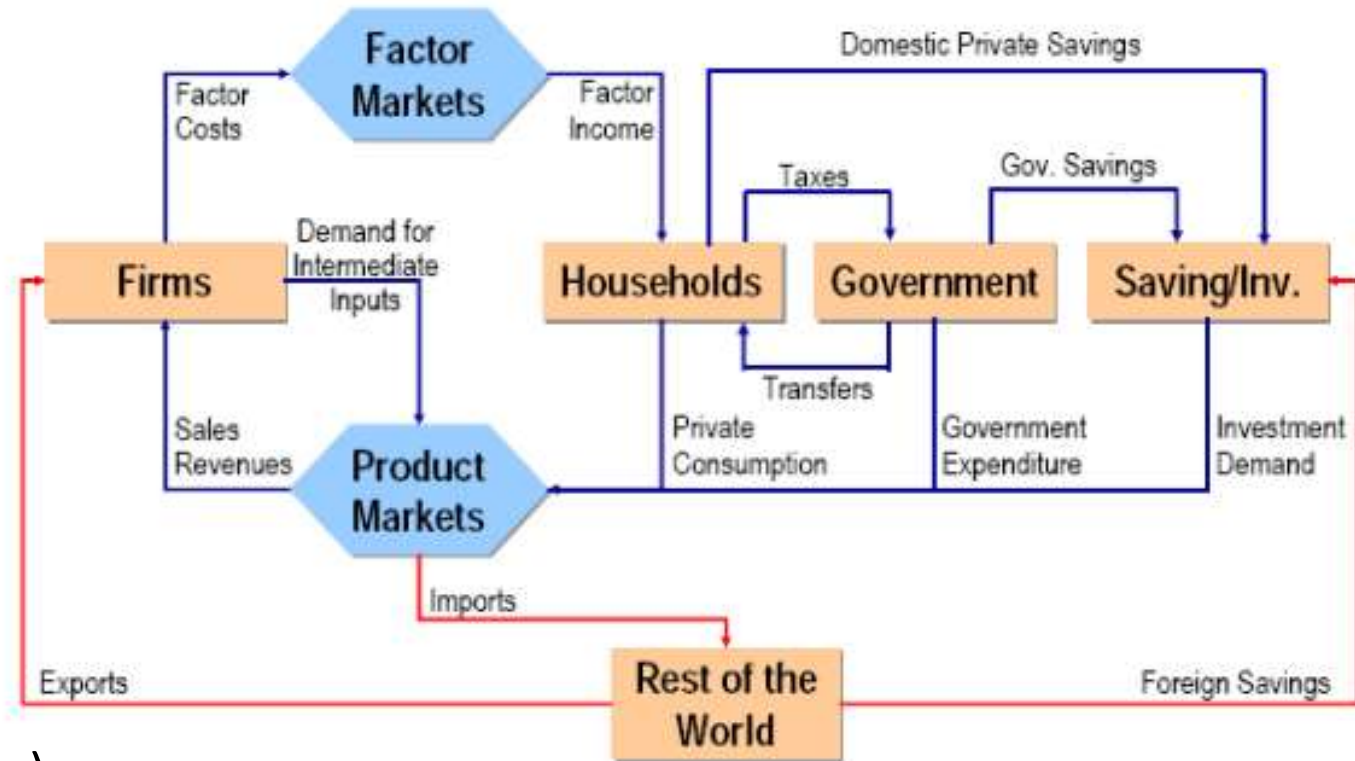 Domestic Private Savings
Factor
Markets
Factor
Costs
Factor
Income
Taxes
Gov. Savings
Demand for
Intermediate
Inputs
Firms
Households
Government
Saving/Inv.
Transfers
Sales
Revenues
Product
Markets
Private
Consumption
Government
Expenditure
Investment
Demand
Imports
Exports
Rest of the
World
Foreign Savings
)